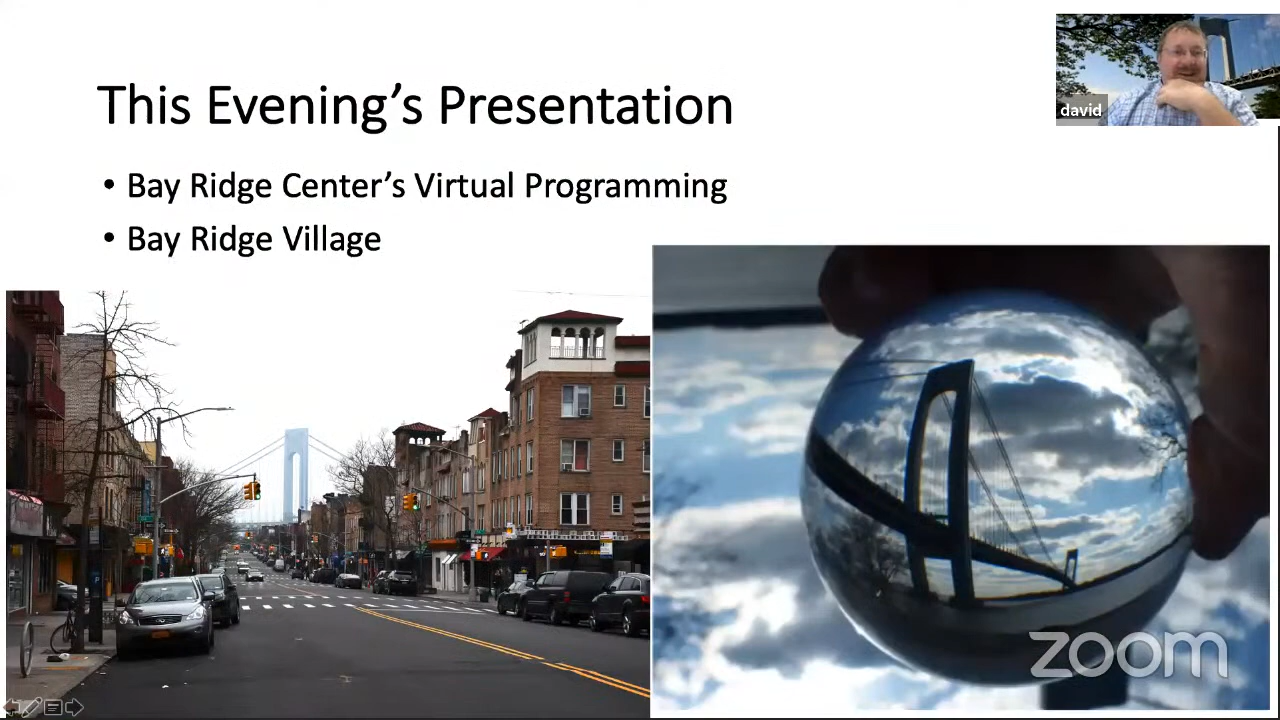 This Evening's Presentation
• Bay Ridge Center's Virtual Programming
• Bay Ridge Village
david
zoom